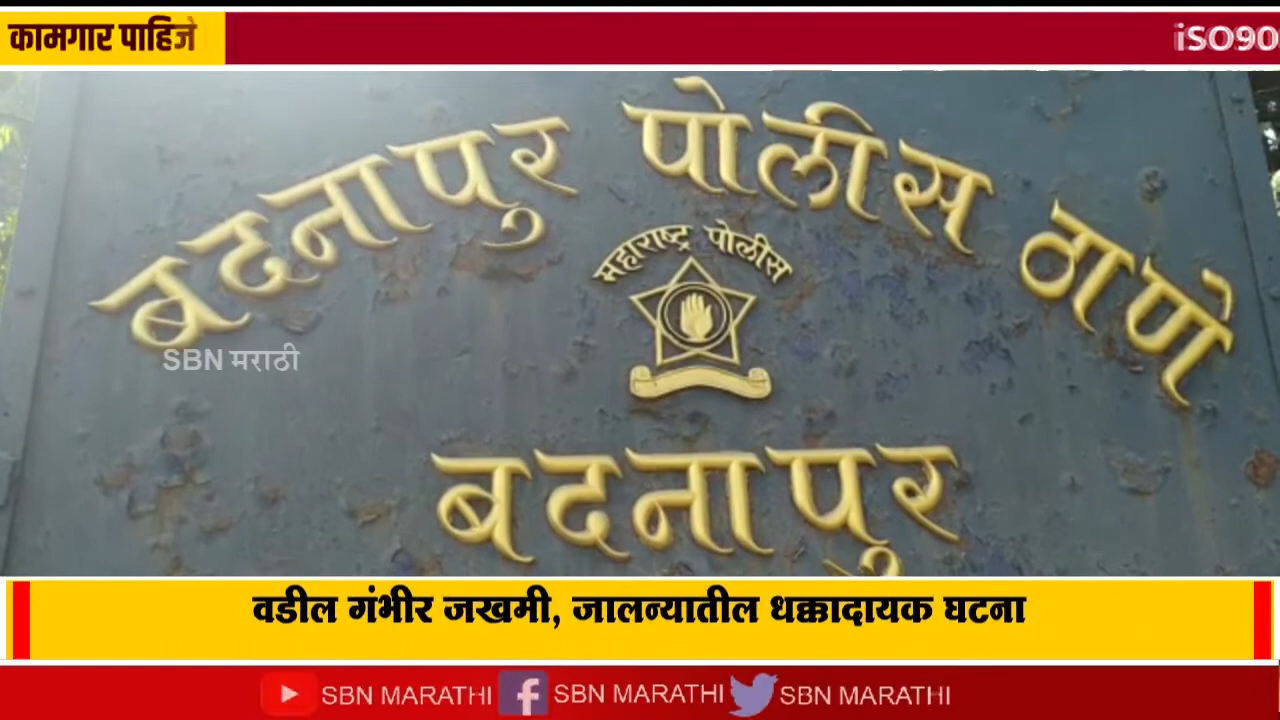 कामगार पाहिजे
iSO90
बदनापुर पोलीस ठाणे
महाराष्ट्र पोलीस
SBN मराठी
बदनापुर
वडील गंभीर जखमी, जालन्यातील धक्कादायक घटना
SBN MARATHI SBN MARATHI SBN MARATHI